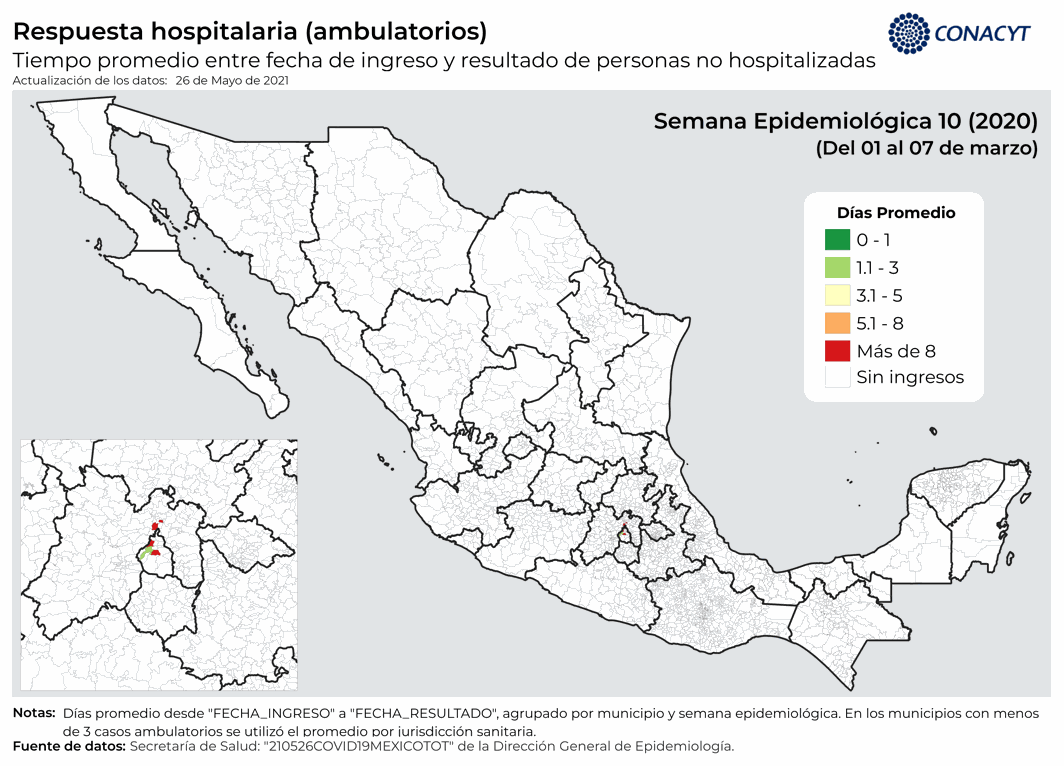 Respuesta hospitalaria (ambulatorios)
CONACYT
Tiempo promedio entre fecha de ingreso y resultado de personas no hospitalizadas
Actualización de los datos: 26 de Mayo de 2021
Semana Epidemiológica 10 (2020)
(Del 01 al 07 de marzo)
Días Promedio
0 - 1
1.1 - 3
3.1 - 5
5.1 - 8
Más de 8
Sin ingresos
Notas: Días promedio desde "FECHA_INGRESO" a "FECHA_RESULTADO", agrupado por municipio y semana epidemiológica. En los municipios con menos
de 3 casos ambulatorios se utilizó el promedio por jurisdicción sanitaria.
Fuente de datos: Secretaría de Salud: "210526COVID19MEXICOTOT" de la Dirección General de Epidemiología.